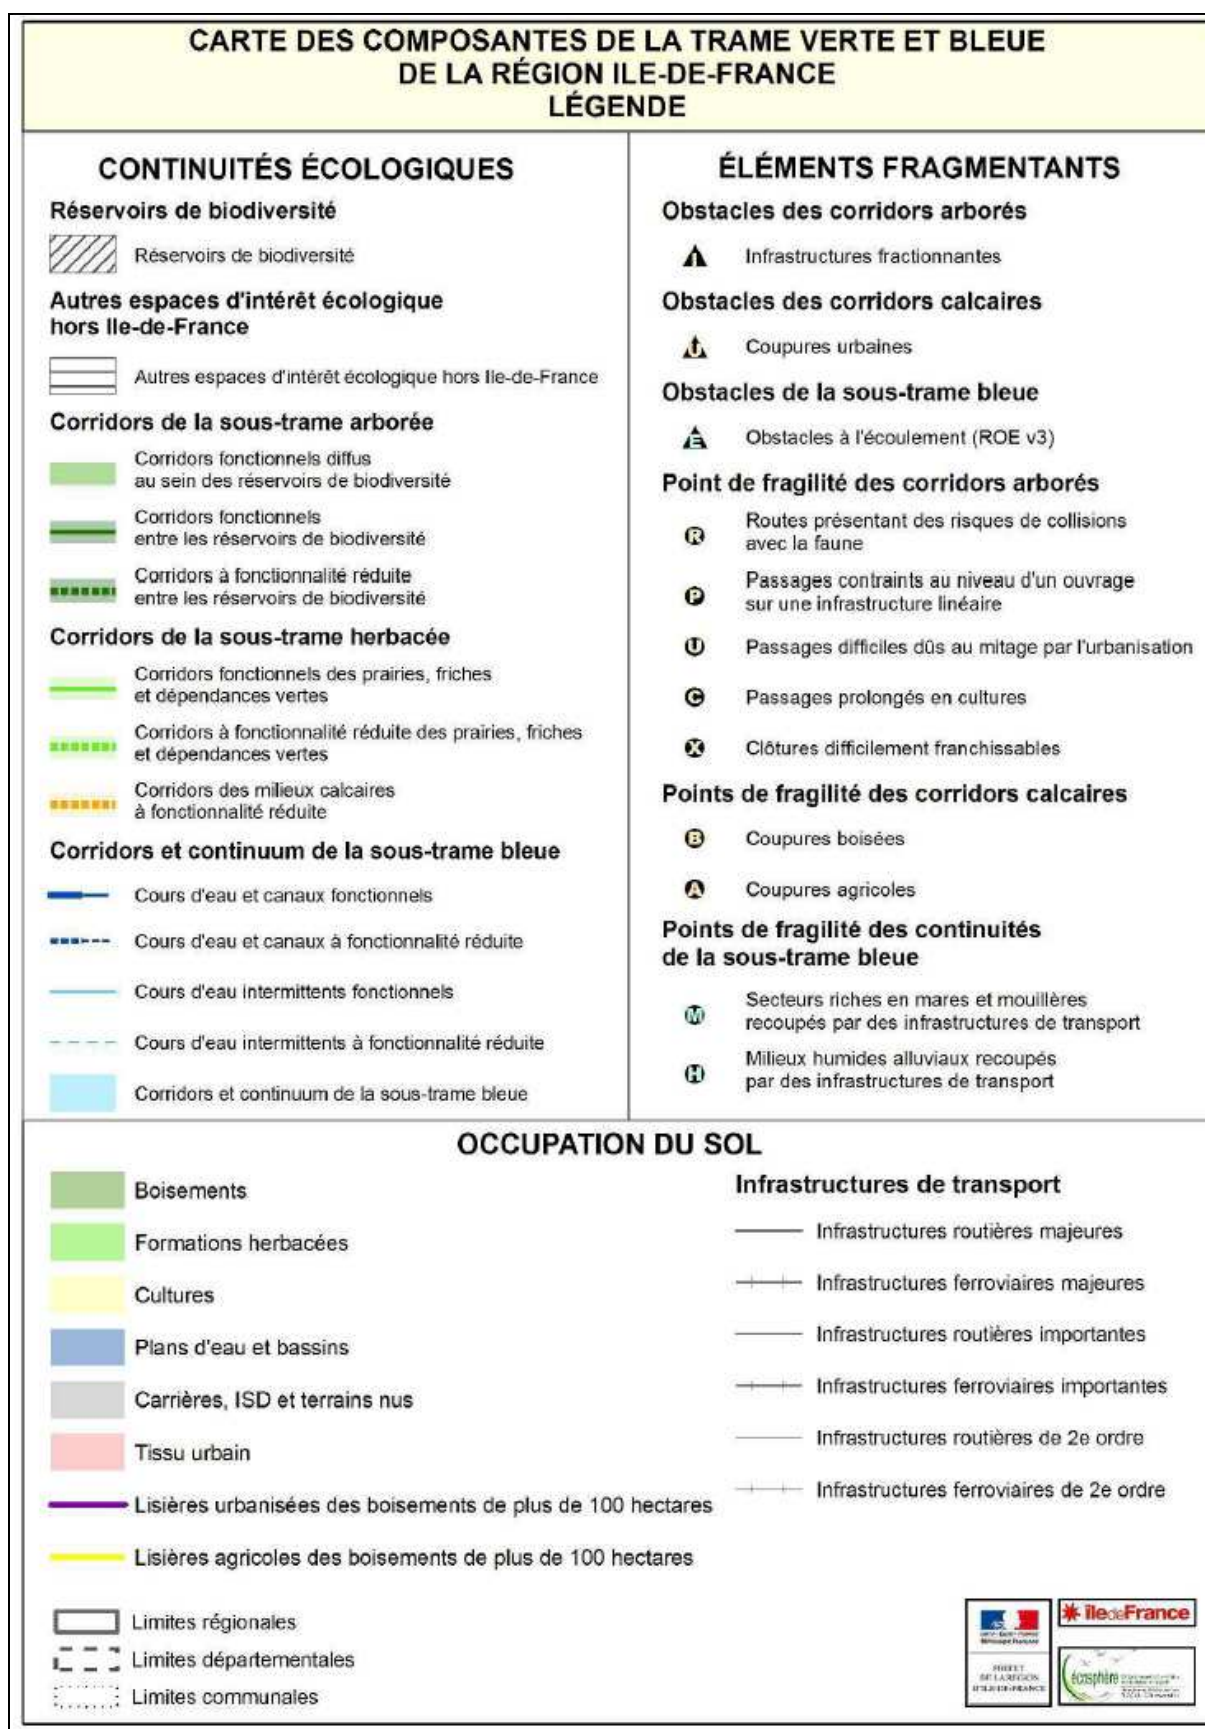 CARTE DES COMPOSANTES DE LA TRAME VERTE ET BLEUE
DE LA RÉGION ILE-DE-FRANCE
LÉGENDE
CONTINUITÉS ÉCOLOGIQUES
Réservoirs de biodiversité
Réservoirs de biodiversité
Autres espaces d'intérêt écologique
hors Ile-de-France
Autres espaces d'intérêt écologique hors Ile-de-France
Corridors de la sous-trame arborée
Corridors fonctionnels diffus
au sein des réservoirs de biodiversité
Corridors fonctionnels
entre les réservoirs de biodiversité
Corridors à fonctionnalité réduite
entre les réservoirs de biodiversité
Corridors de la sous-trame herbacée
Corridors fonctionnels des prairies, friches
et dépendances vertes
Corridors à fonctionnalité réduite des prairies, friches
et dépendances vertes
Corridors des milieux calcaires
à fonctionnalité réduite
Corridors et continuum de la sous-trame bleue
Cours d'eau et canaux fonctionnels
Cours d'eau et canaux à fonctionnalité réduite
Cours d'eau intermittents fonctionnels
Cours d'eau intermittents à fonctionnalité réduite
Corridors et continuum de la sous-trame bleue
ÉLÉMENTS FRAGMENTANTS
Obstacles des corridors arborés
I Infrastructures fractionnantes
Obstacles des corridors calcaires
U Coupures urbaines
Obstacles de la sous-trame bleue
E Obstacles à l'écoulement (ROE v3)
Point de fragilité des corridors arborés
R Routes présentant des risques de collisions
avec la faune
P Passages contraints au niveau d'un ouvrage
sur une infrastructure linéaire
U Passages difficiles dûs au mitage par l'urbanisation
C Passages prolongés en cultures
X Clôtures difficilement franchissables
Points de fragilité des corridors calcaires
B Coupures boisées
A Coupures agricoles
Points de fragilité des continuités
de la sous-trame bleue
M Secteurs riches en mares et mouillères
recoupés par des infrastructures de transport
H Milieux humides alluviaux recoupés
par des infrastructures de transport
OCCUPATION DU SOL
Boisements
Formations herbacées
Cultures
Plans d'eau et bassins
Carrières, ISD et terrains nus
Tissu urbain
Lisières urbanisées des boisements de plus de 100 hectares
Lisières agricoles des boisements de plus de 100 hectares
Limites régionales
Limites départementales
Limites communales
Infrastructures de transport
Infrastructures routières majeures
Infrastructures ferroviaires majeures
Infrastructures routières importantes
Infrastructures ferroviaires importantes
Infrastructures routières de 2e ordre
Infrastructures ferroviaires de 2e ordre
PREFET
DE LA REGION
D'ILE-DE-FRANCE
île de France
écosphère